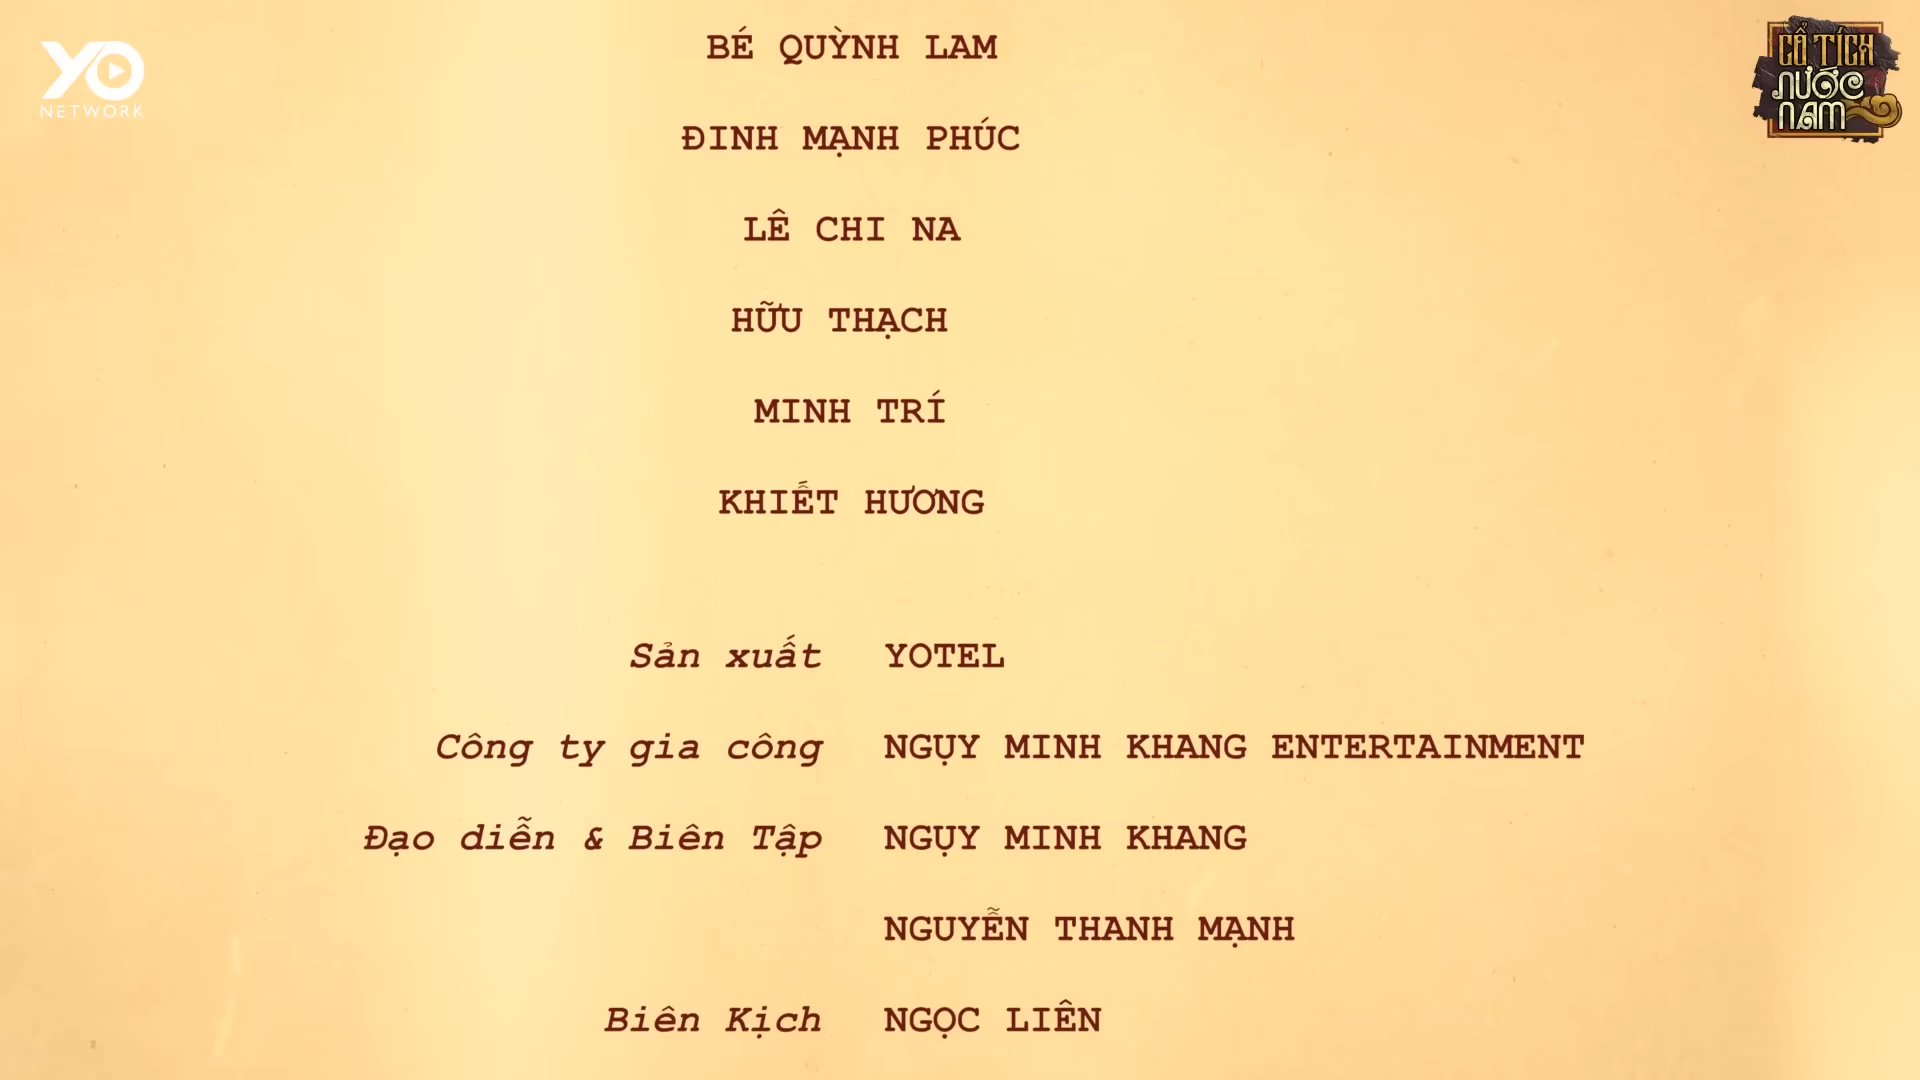 YO
NETWORK
CỔ TÍCH
NƯỚC
NAM
BÉ QUỲNH LAM
ĐINH MẠNH PHÚC
LÊ CHI NA
HỮU THẠCH
MINH TRÍ
KHIẾT HƯƠNG
Sản xuất YOTEL
Công ty gia công NGỤY MINH KHANG ENTERTAINMENT
Đạo diễn & Biên Tập NGỤY MINH KHANG
NGUYỄN THANH MẠNH
Biên Kịch NGỌC LIÊN